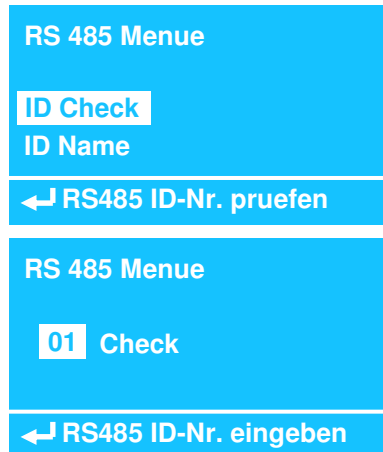 RS 485 Menue
ID Check
ID Name
RS485 ID-Nr. pruefen
RS 485 Menue
01 Check
RS485 ID-Nr. eingeben